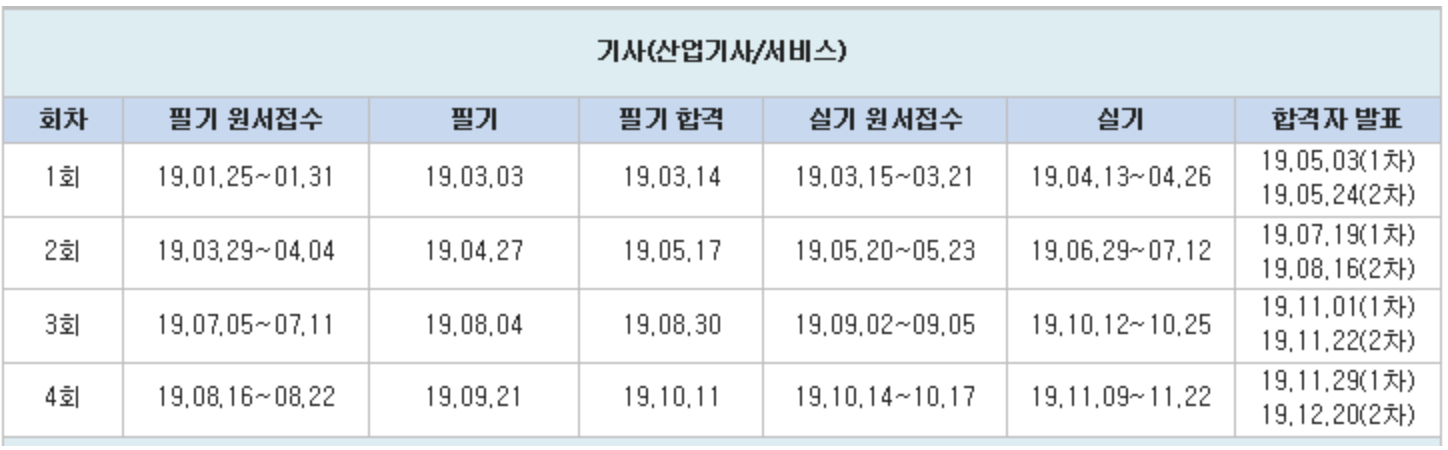 기사(산업기사/서비스)
회차 필기 원서접수 필기 필기 합격 실기 원서접수 실기 합격자 발표
1회 19.01.25~01.31 19.03.03 19.03.14 19.03.15~03.21 19.04.13~04.26 19.05.03(1차)
19.05.24(2차)
2회 19.03.29~04.04 19.04.27 19.05.17 19.05.20~05.23 19.06.29~07.12 19.07.19(1차)
19.08.16(2차)
3회 19.07.05~07.11 19.08.04 19.08.30 19.09.02~09.05 19.10.12~10.25 19.11.01(1차)
19.11.22(2차)
4회 19.08.16~08.22 19.09.21 19.10.11 19.10.14~10.17 19.11.09~11.22 19.11.29(1차)
19.12.20(2차)